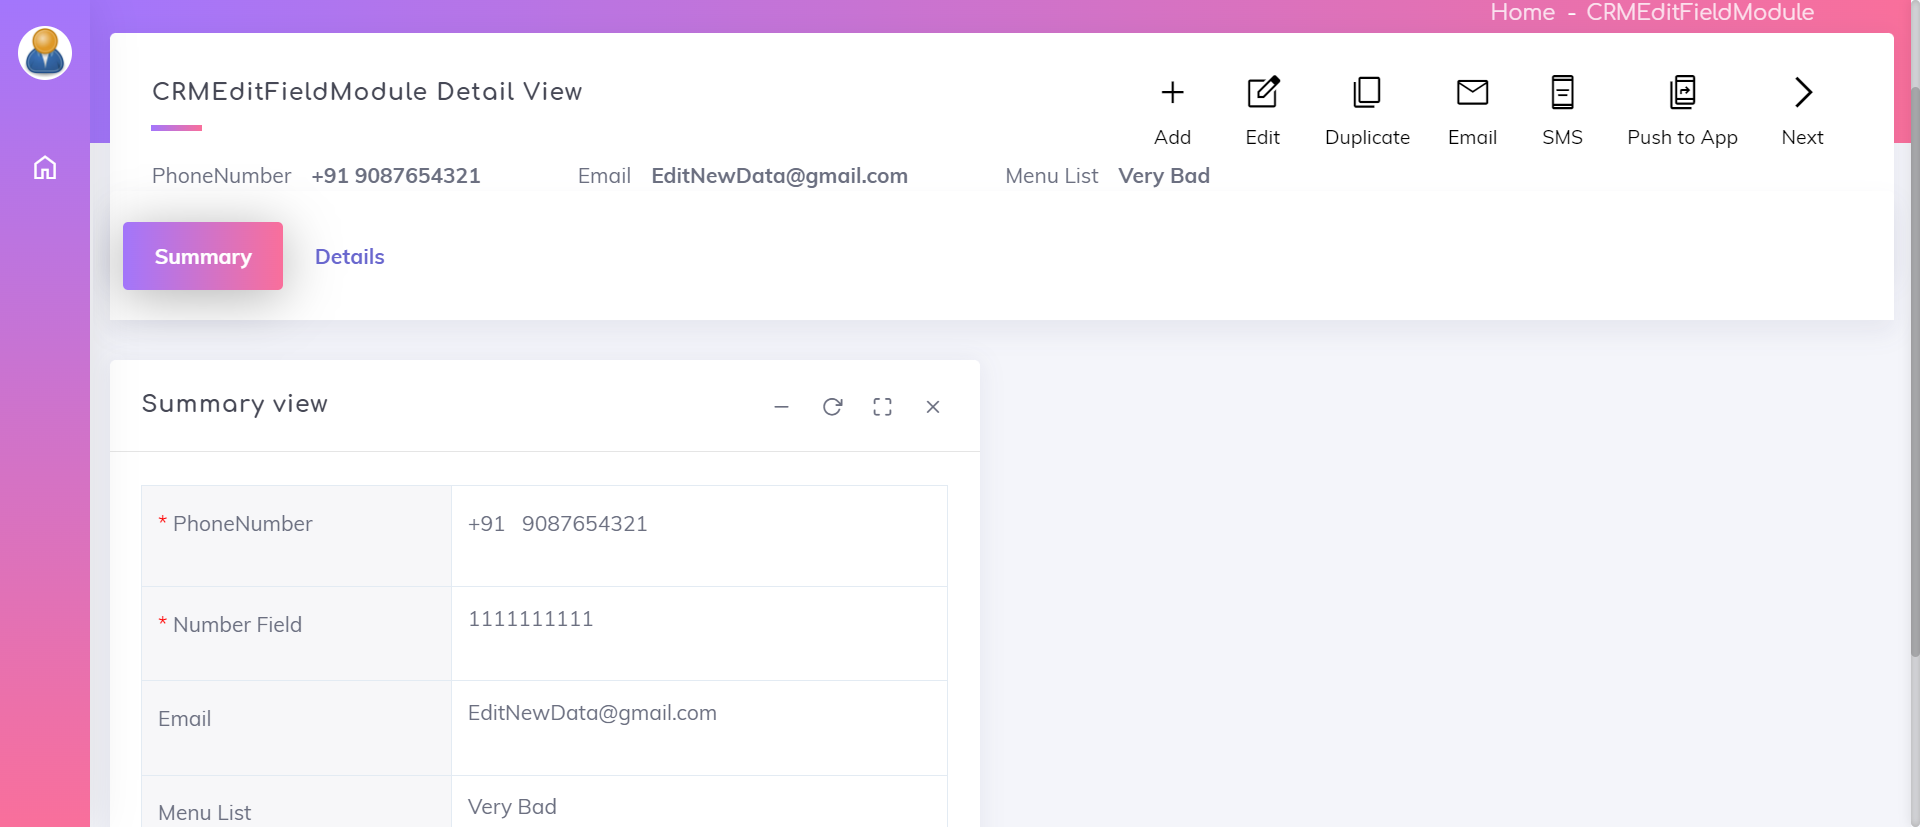 Home - CRMEditFieldModule
CRMEditFieldModule Detail View
Add Edit Duplicate Email SMS Push to App Next
PhoneNumber +91 9087654321 Email EditNewData@gmail.com Menu List Very Bad
Summary Details
Summary view
* PhoneNumber +91 9087654321
* Number Field 1111111111
Email EditNewData@gmail.com
Menu List Very Bad